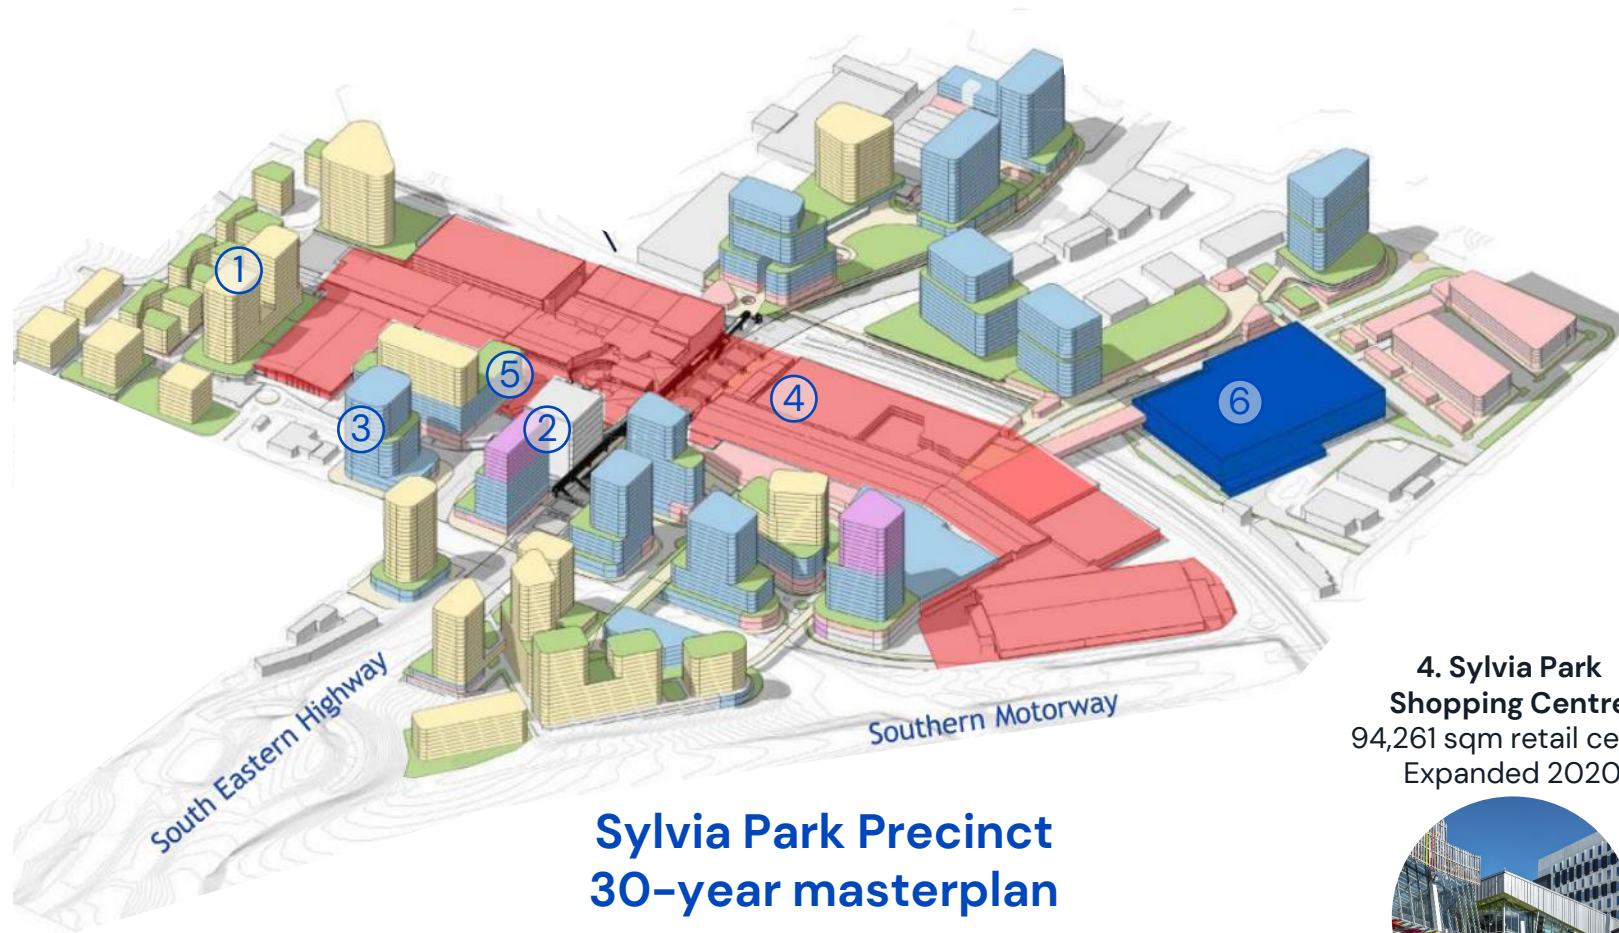 1
5
3
2
4
6
South Eastern Highway
Southern Motorway
4. Sylvia Park
Shopping Centre
94,261 sqm retail ce
Expanded 2020
Sylvia Park Precinct
30-year masterplan